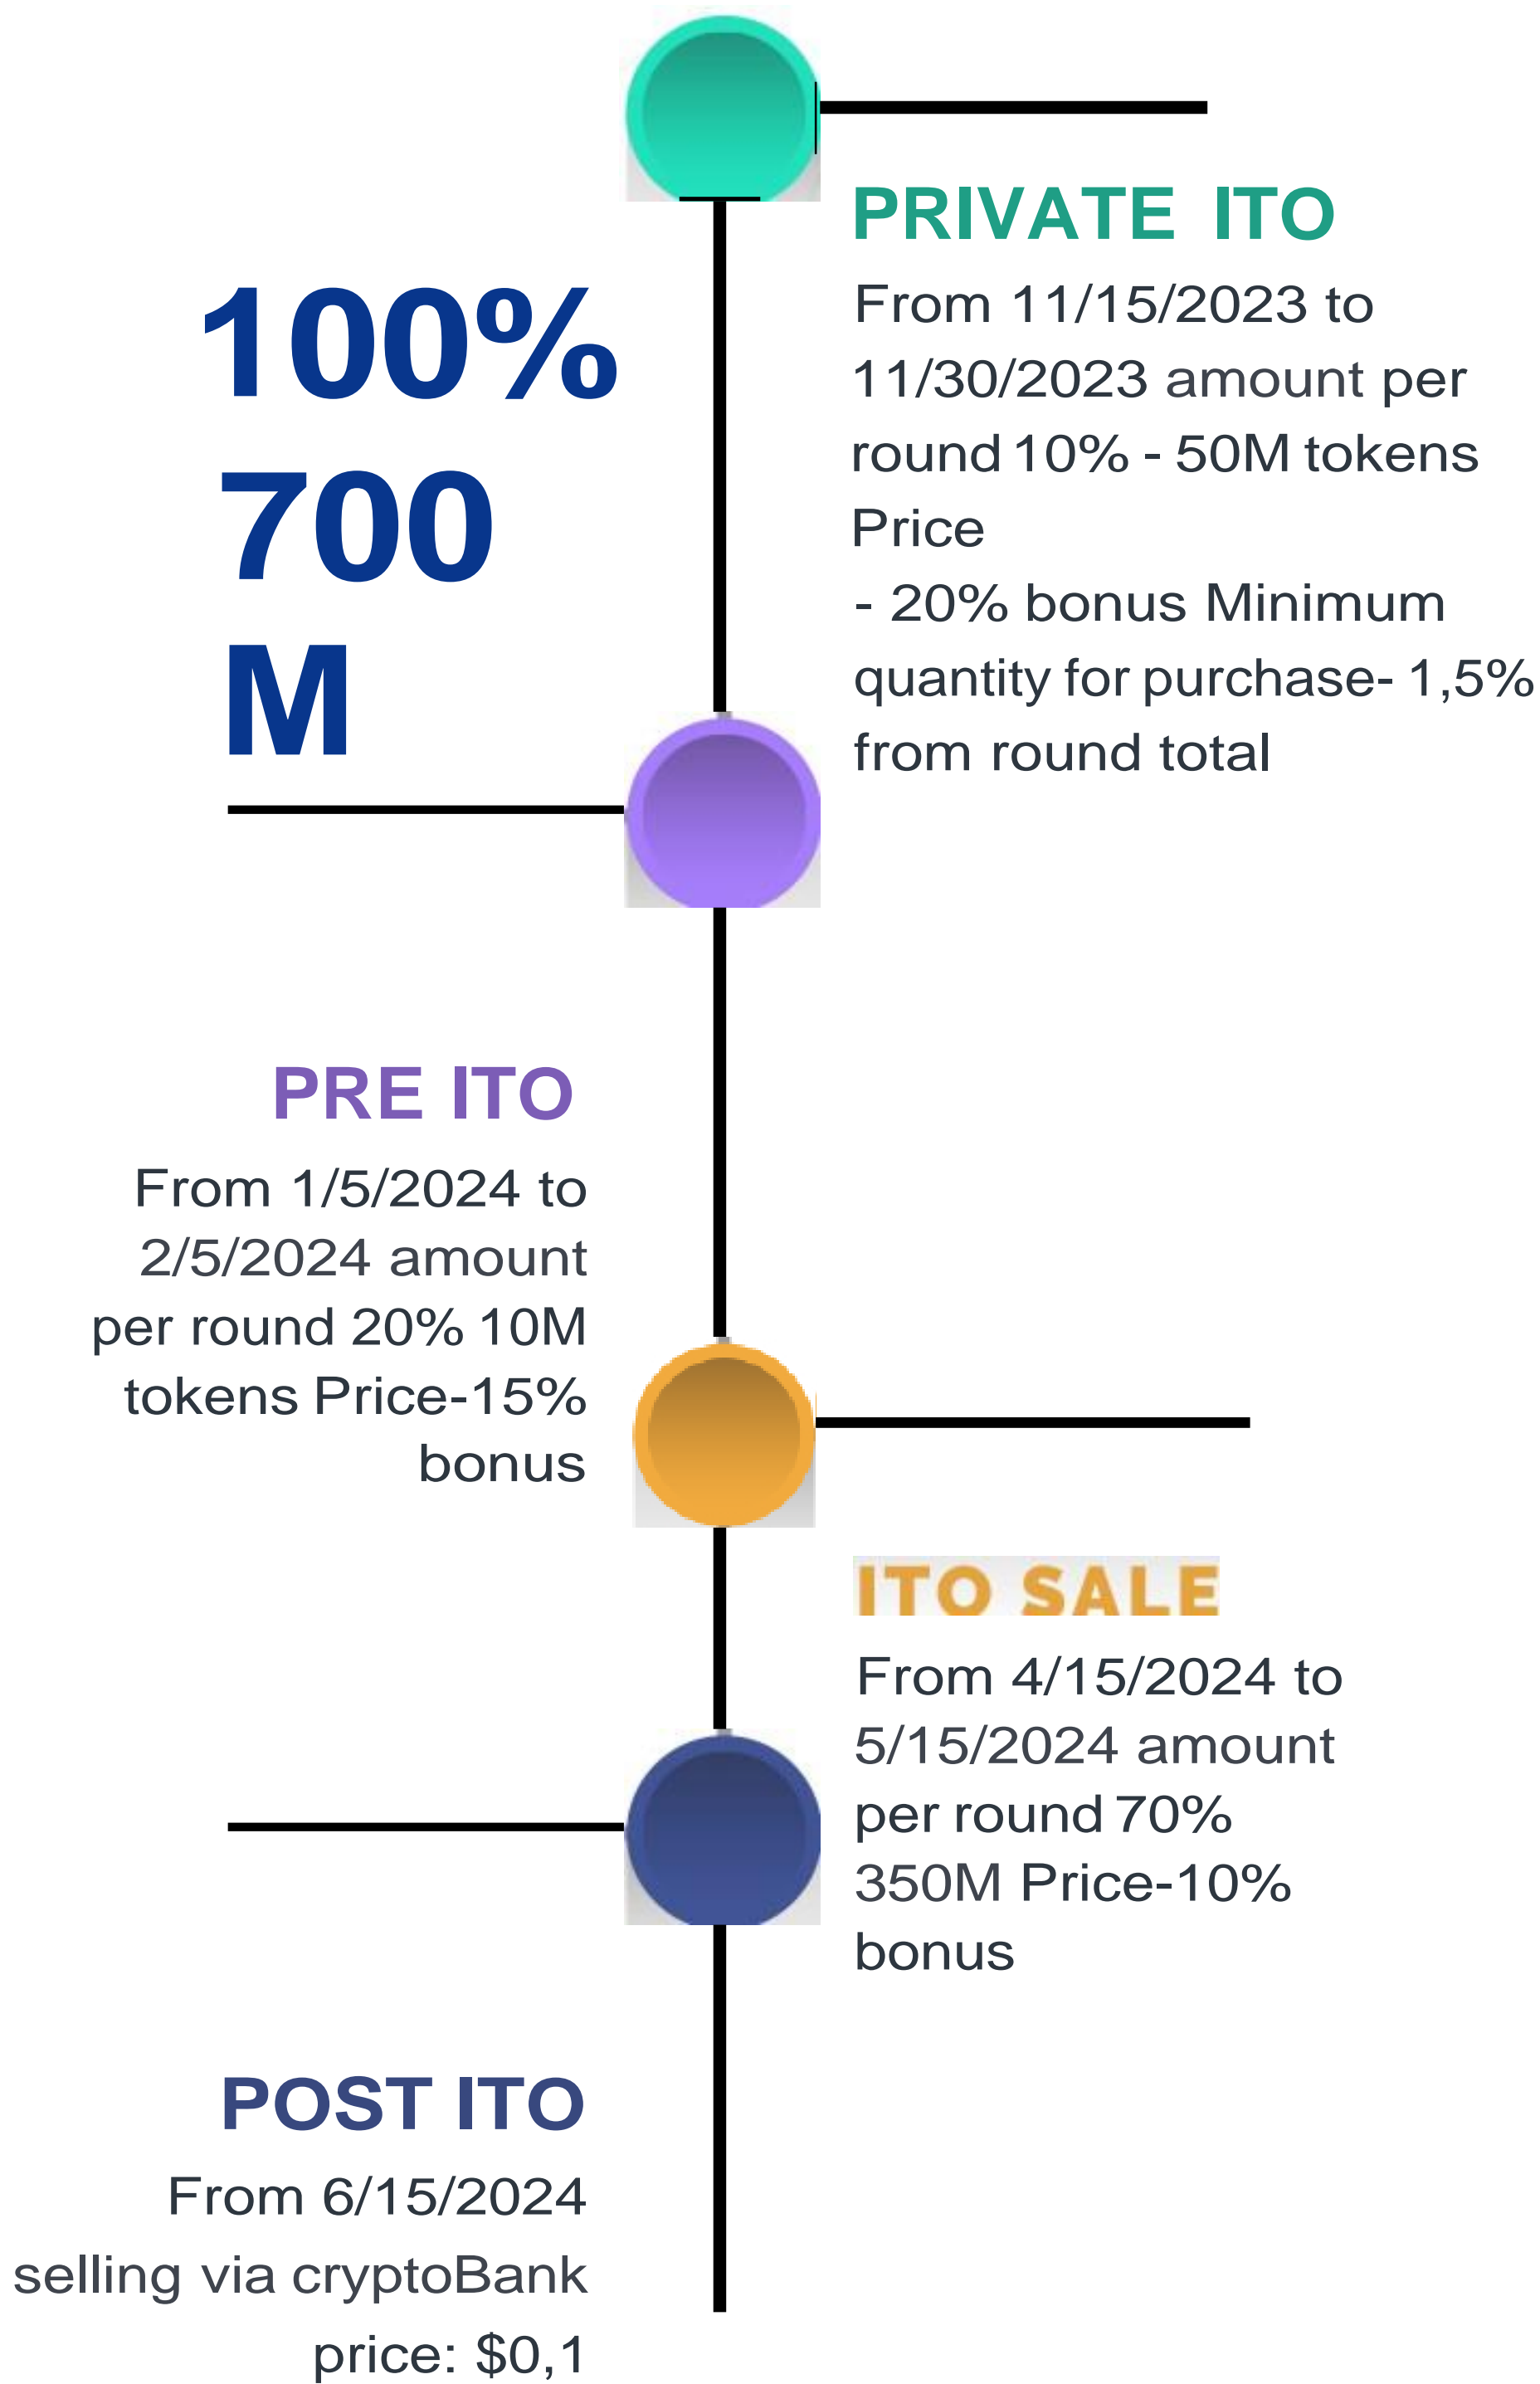 100%
700
M
PRIVATE ITO
From 11/15/2023 to
11/30/2023 amount per
round 10% - 50M tokens
Price
- 20% bonus Minimum
quantity for purchase- 1,5%
from round total
PRE ITO
From 1/5/2024 to
2/5/2024 amount
per round 20% 10M
tokens Price-15%
bonus
ITO SALE
From 4/15/2024 to
5/15/2024 amount
per round 70%
350M Price-10%
bonus
POST ITO
From 6/15/2024
selling via cryptoBank
price: $0,1